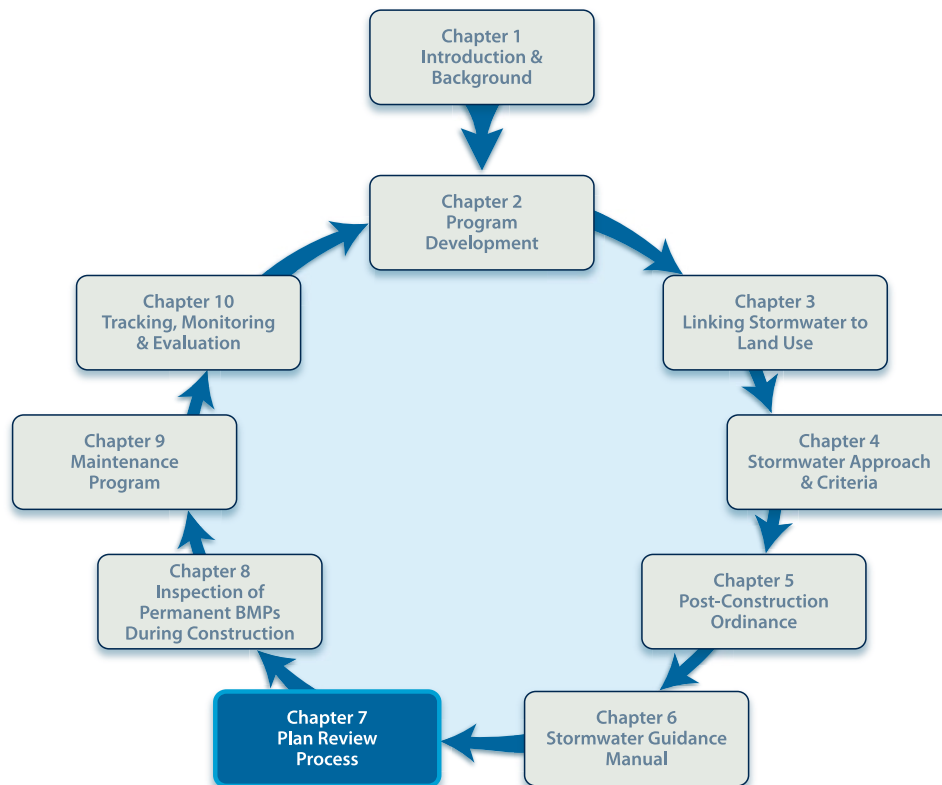 Chapter 1
Introduction &
Background
Chapter 2
Program
Development
Chapter 3
Linking Stormwater to
Land Use
Chapter 4
Stormwater Approach
& Criteria
Chapter 5
Post-Construction
Ordinance
Chapter 6
Stormwater Guidance
Manual
Chapter 7
Plan Review
Process
Chapter 8
Inspection of
Permanent BMPs
During Construction
Chapter 9
Maintenance
Program
Chapter 10
Tracking, Monitoring
& Evaluation